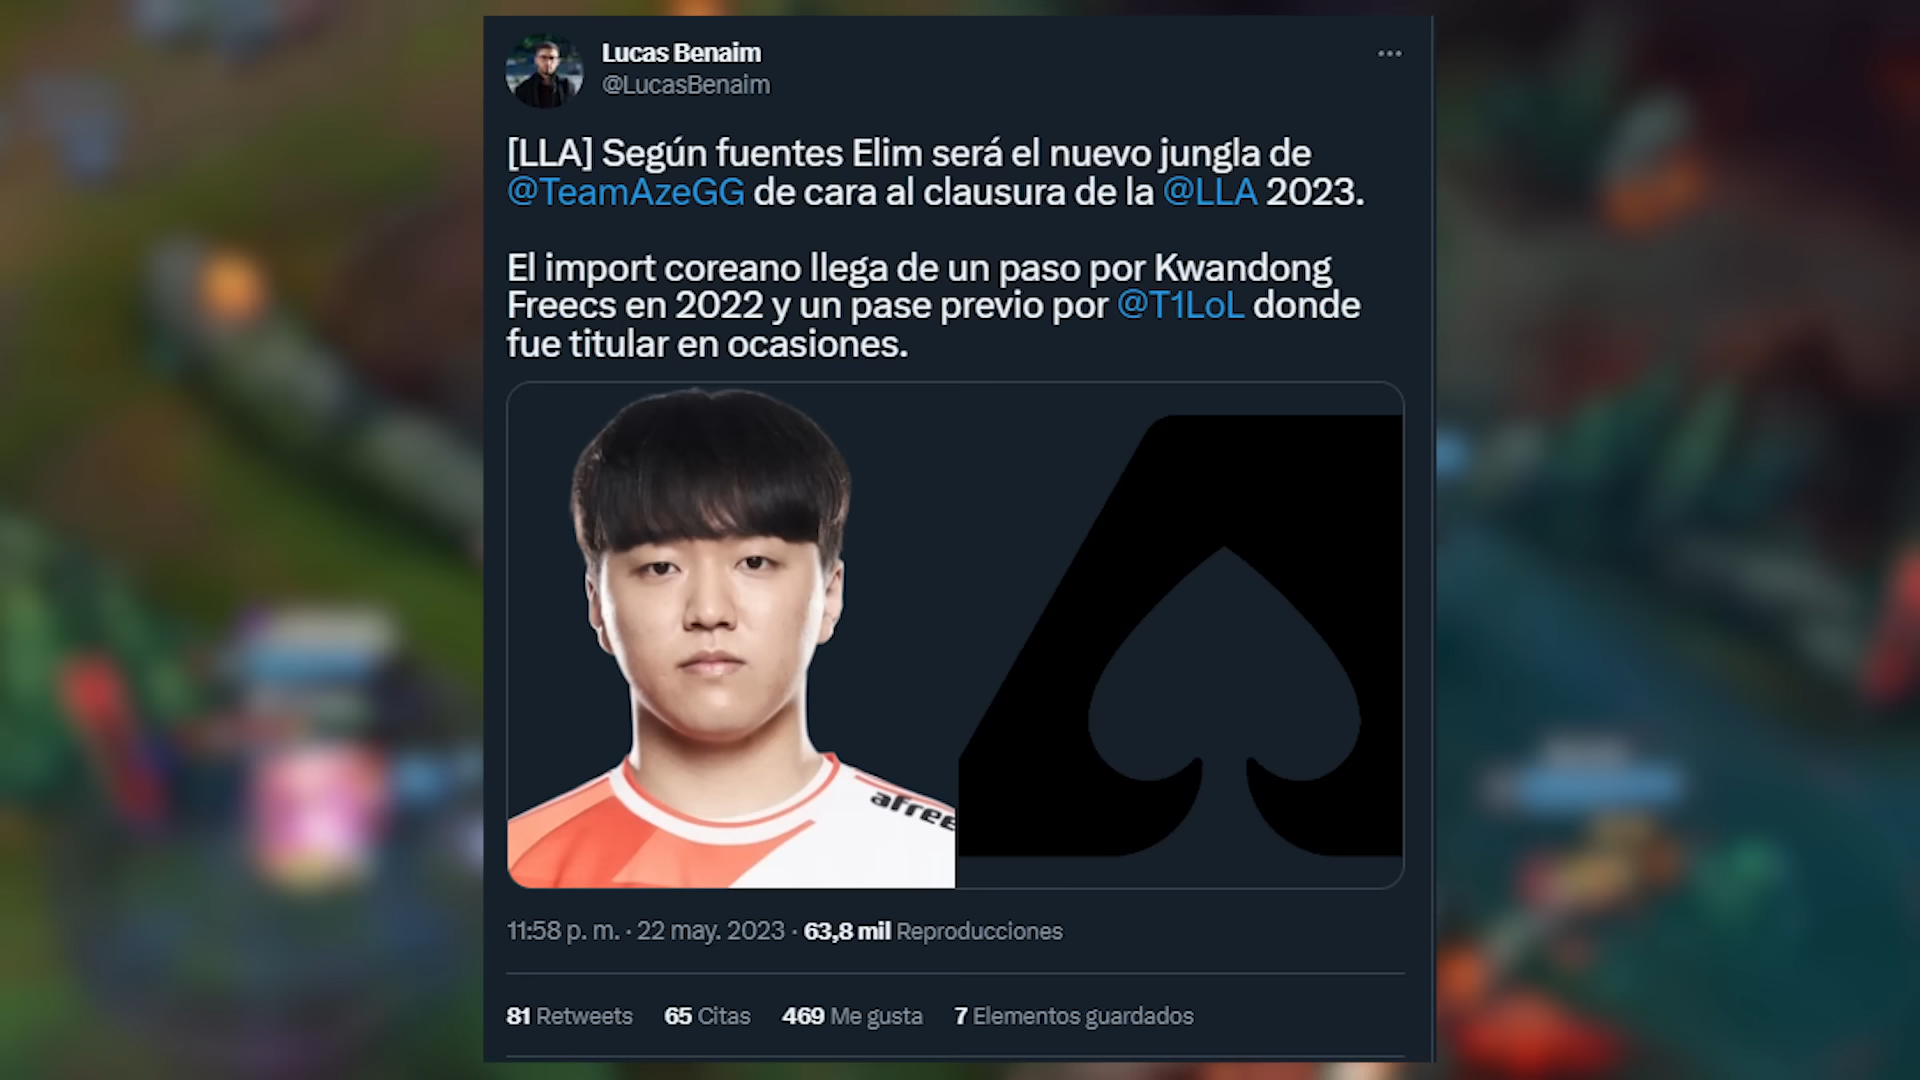 Lucas Benaim
@LucasBenaim
[LLA] Según fuentes Elim será el nuevo jungla de
@TeamAzeGG de cara al clausura de la @LLA 2023.
El import coreano llega de un paso por Kwandong
Freecs en 2022 y un pase previo por @T1LoL donde
fue titular en ocasiones.
afree
11:58 p. m. · 22 may. 2023 · 63,8 mil Reproducciones
81 Retweets 65 Citas 469 Me gusta 7 Elementos guardados